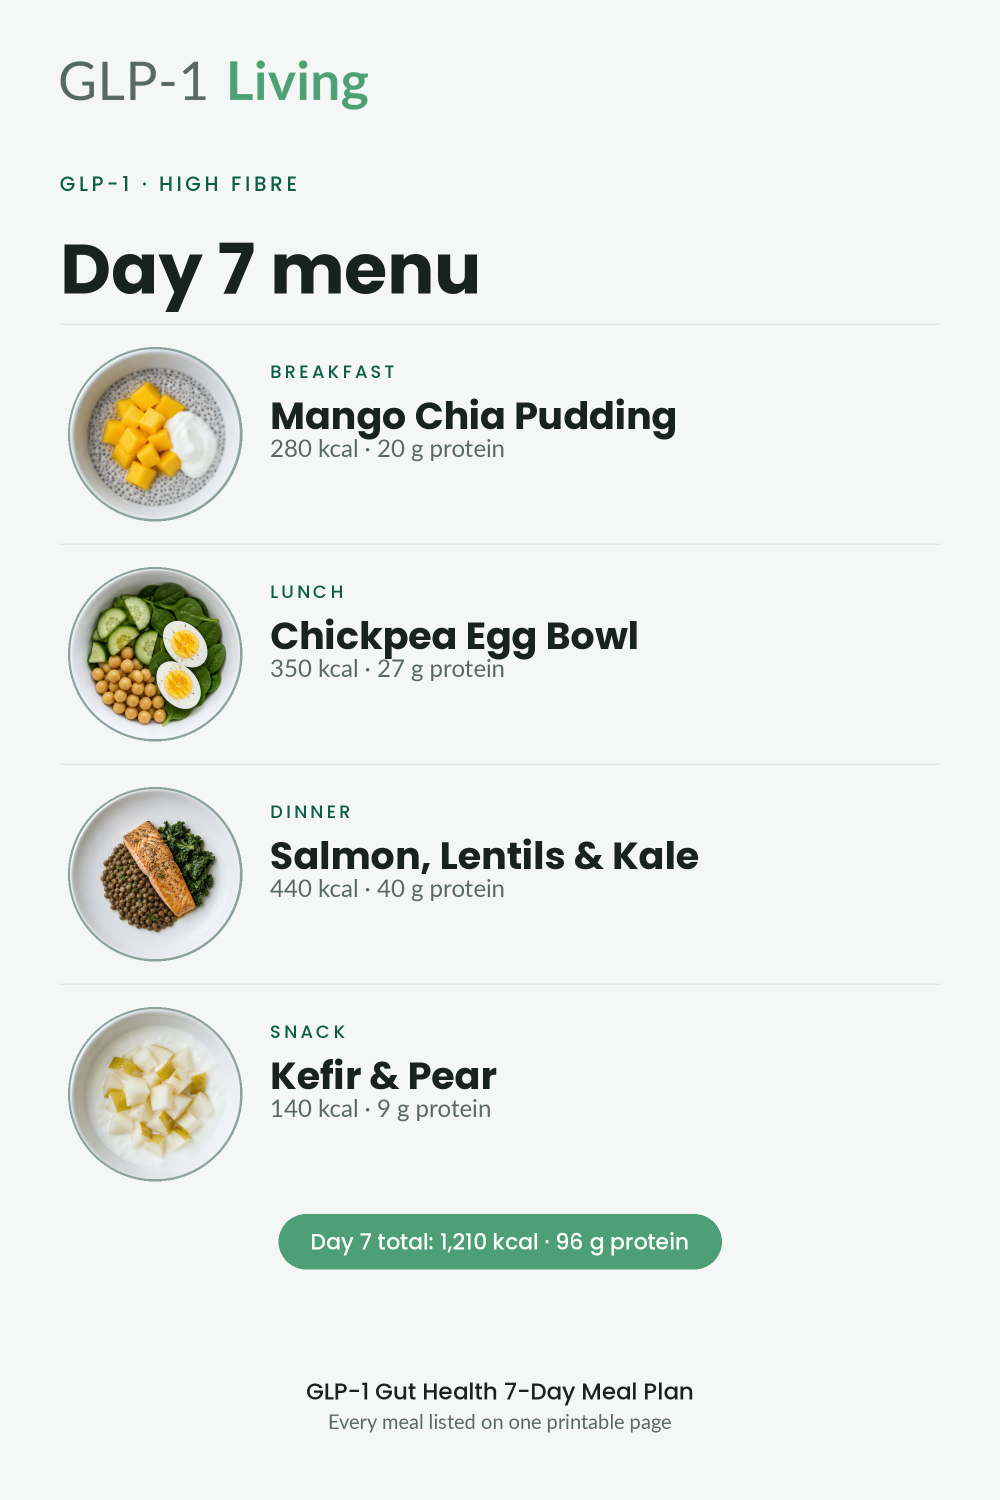 GLP-1 Living
GLP-1 · HIGH FIBRE
Day 7 menu
BREAKFAST
Mango Chia Pudding
280 kcal · 20 g protein
LUNCH
Chickpea Egg Bowl
350 kcal · 27 g protein
DINNER
Salmon, Lentils & Kale
440 kcal · 40 g protein
SNACK
Kefir & Pear
140 kcal · 9 g protein
Day 7 total: 1,210 kcal · 96 g protein
GLP-1 Gut Health 7-Day Meal Plan
Every meal listed on one printable page